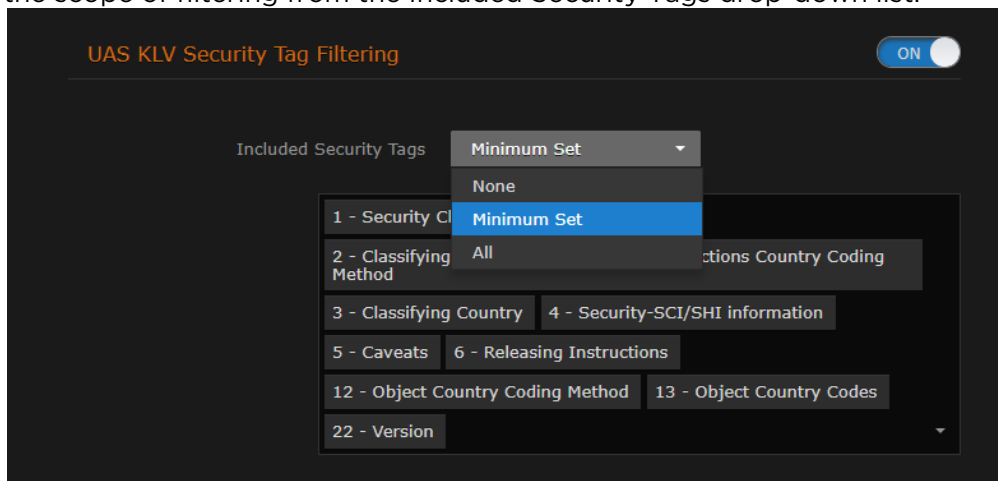 the scope of filtering from the Included Security Tags drop-down list.
UAS KLV Security Tag Filtering
ON
Included Security Tags
Minimum Set
None
Minimum Set
All
1 - Security
2 - Classifying
ctions Country Coding
Method
3 - Classifying Country
4 - Security-SCI/SHI information
5 - Caveats
6 - Releasing Instructions
12 - Object Country Coding Method
13 - Object Country Codes
22 - Version